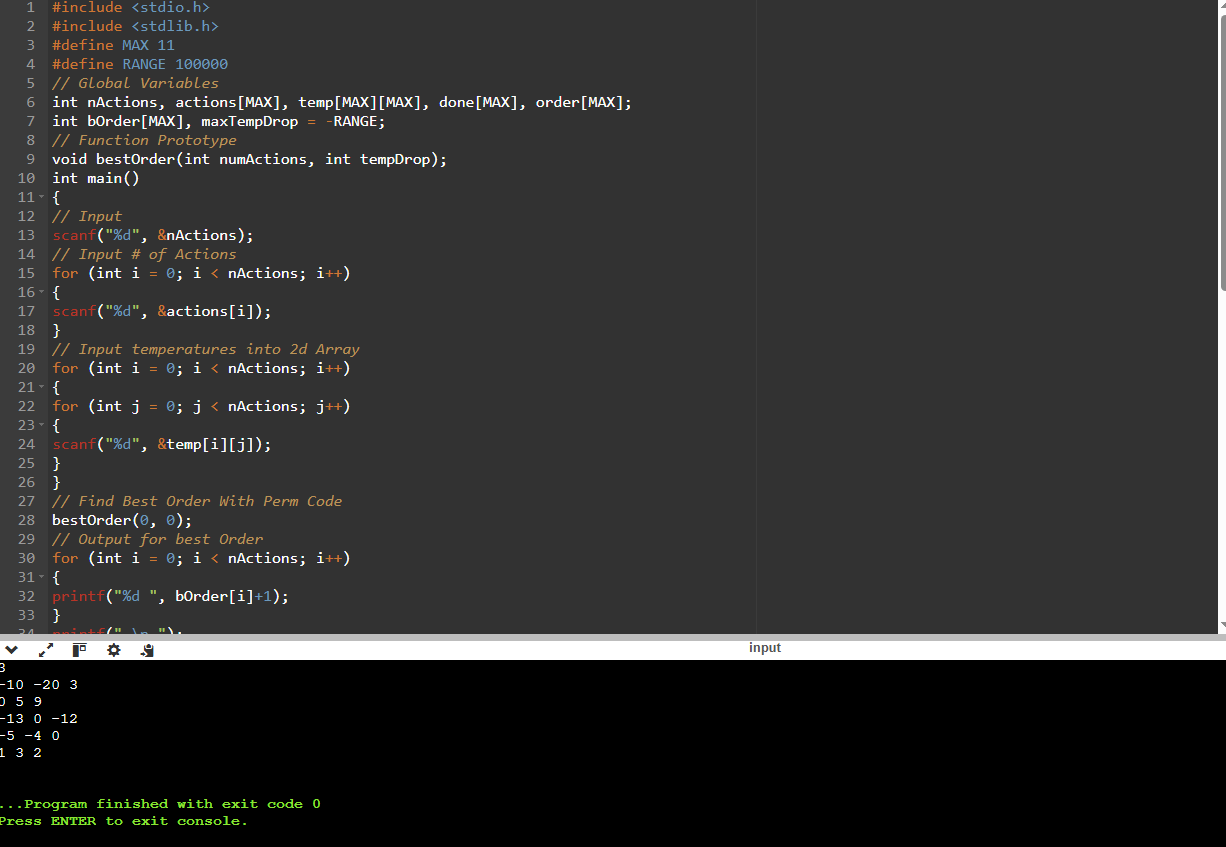 1 #include <stdio.h>
2 #include <stdlib.h>
3 #define MAX 11
4 #define RANGE 100000
5 // Global Variables
6 int nActions, actions[MAX], temp[MAX][MAX], done[MAX], order[MAX];
7 int bOrder[MAX], maxTempDrop = -RANGE;
8 // Function Prototype
9 void bestOrder(int numActions, int tempDrop);
10 int main()
11 {
12 // Input
13 scanf("%d", &nActions);
14 // Input # of Actions
15 for (int i = 0; i < nActions; i++)
16 {
17 scanf("%d", &actions[i]);
18 }
19 // Input temperatures into 2d Array
20 for (int i = 0; i < nActions; i++)
21 {
22 for (int j = 0; j < nActions; j++)
23 {
24 scanf("%d", &temp[i][j]);
25 }
26 }
27 // Find Best Order With Perm Code
28 bestOrder(0, 0);
29 // Output for best Order
30 for (int i = 0; i < nActions; i++)
31 {
32 printf("%d ", bOrder[i]+1);
33 }
34 printf(" \n ");
input
3
-10 -20 3
0 5 9
-13 0 -12
-5 -4 0
1 3 2
...Program finished with exit code 0
Press ENTER to exit console.